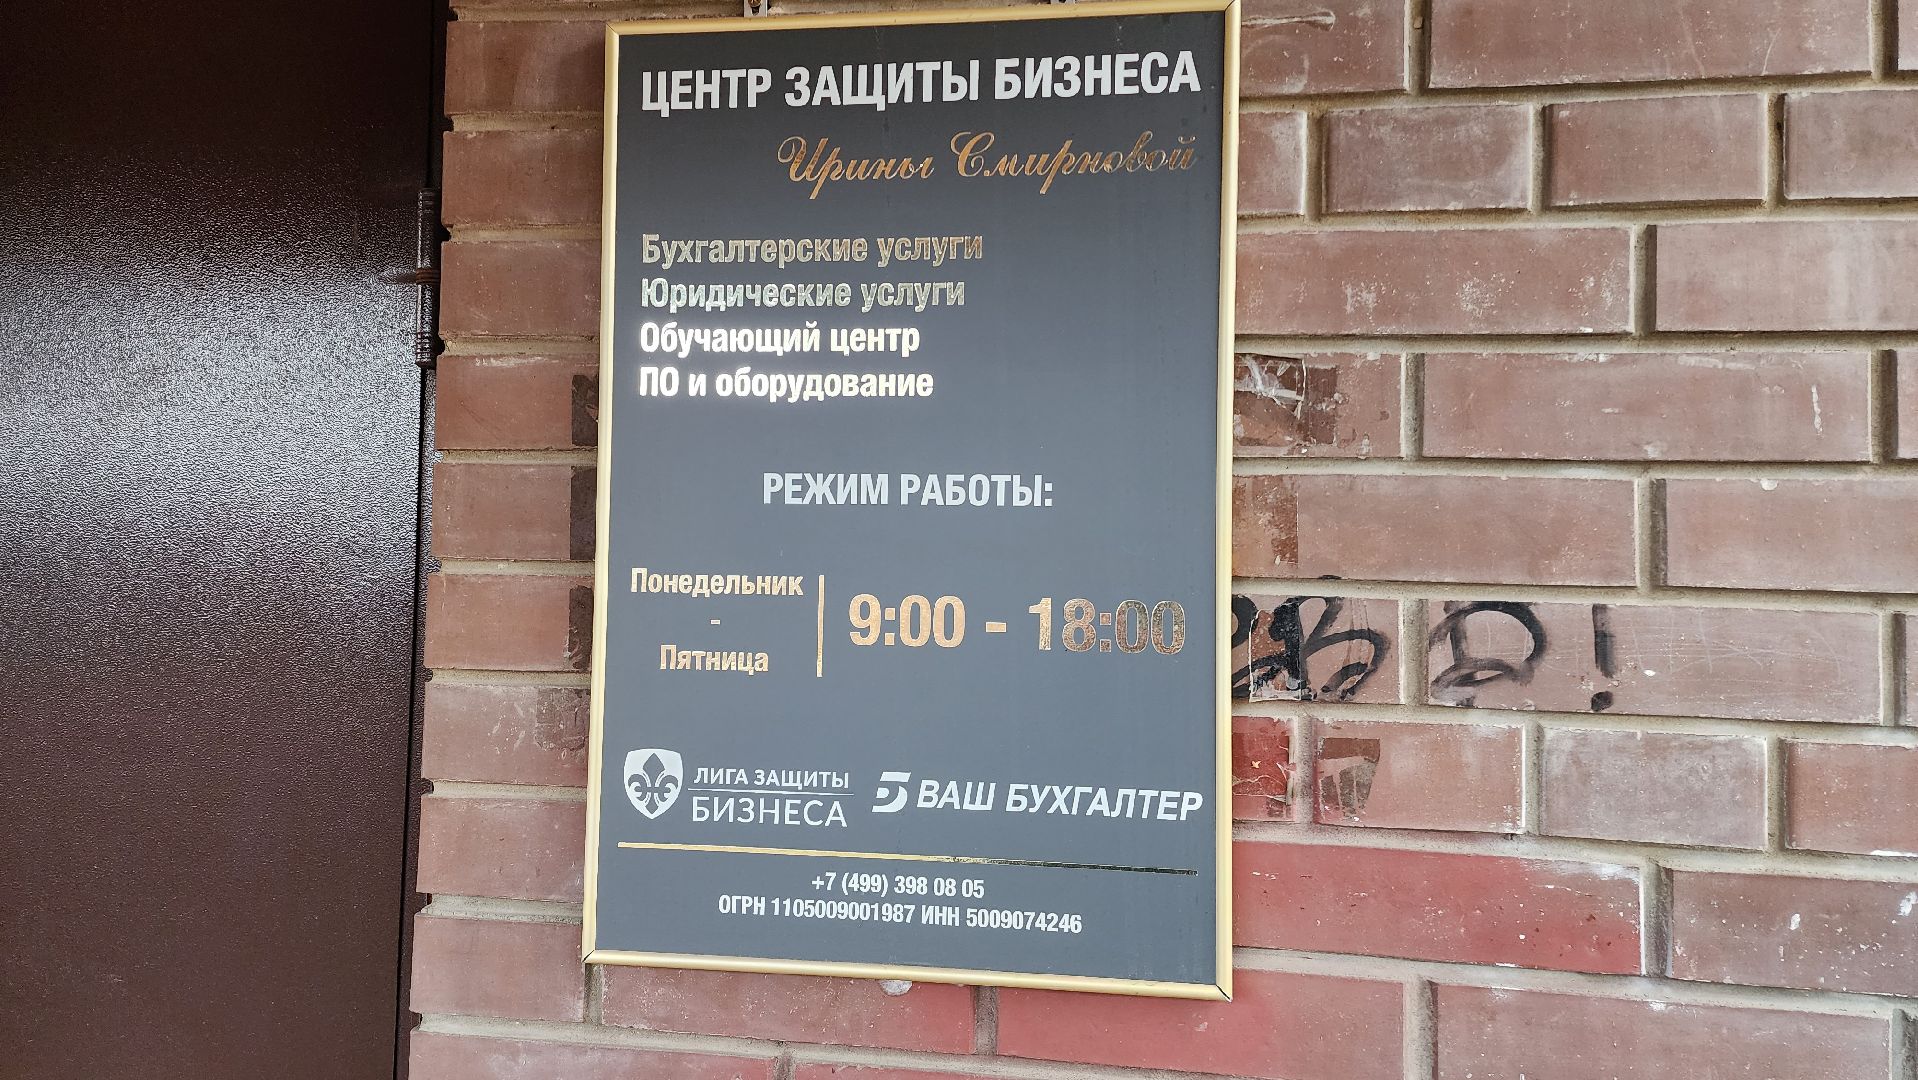 ЦЕНТР ЗАЩИТЫ БИЗНЕСА
Ирины Смирновой
Бухгалтерские услуги
Юридические услуги
Обучающий центр
ПО и оборудование
РЕЖИМ РАБОТЫ:
Понедельник
-
Пятница
9:00 - 18:00
ЛИГА ЗАЩИТЫ
БИЗНЕСА
Б ВАШ БУХГАЛТЕР
+7 (499) 398 08 05
ОГРН 1105009001987 ИНН 5009074246